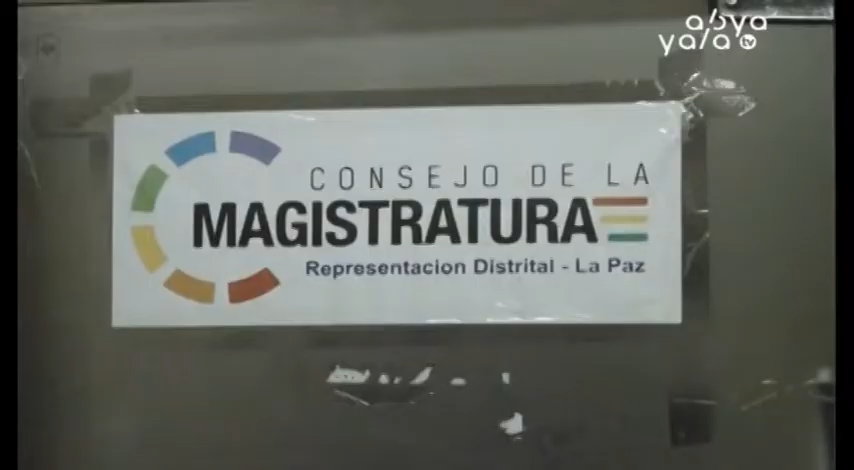 abya
yala tv
CONSEJO DE LA
MAGISTRATURA
Representacion Distrital - La Paz